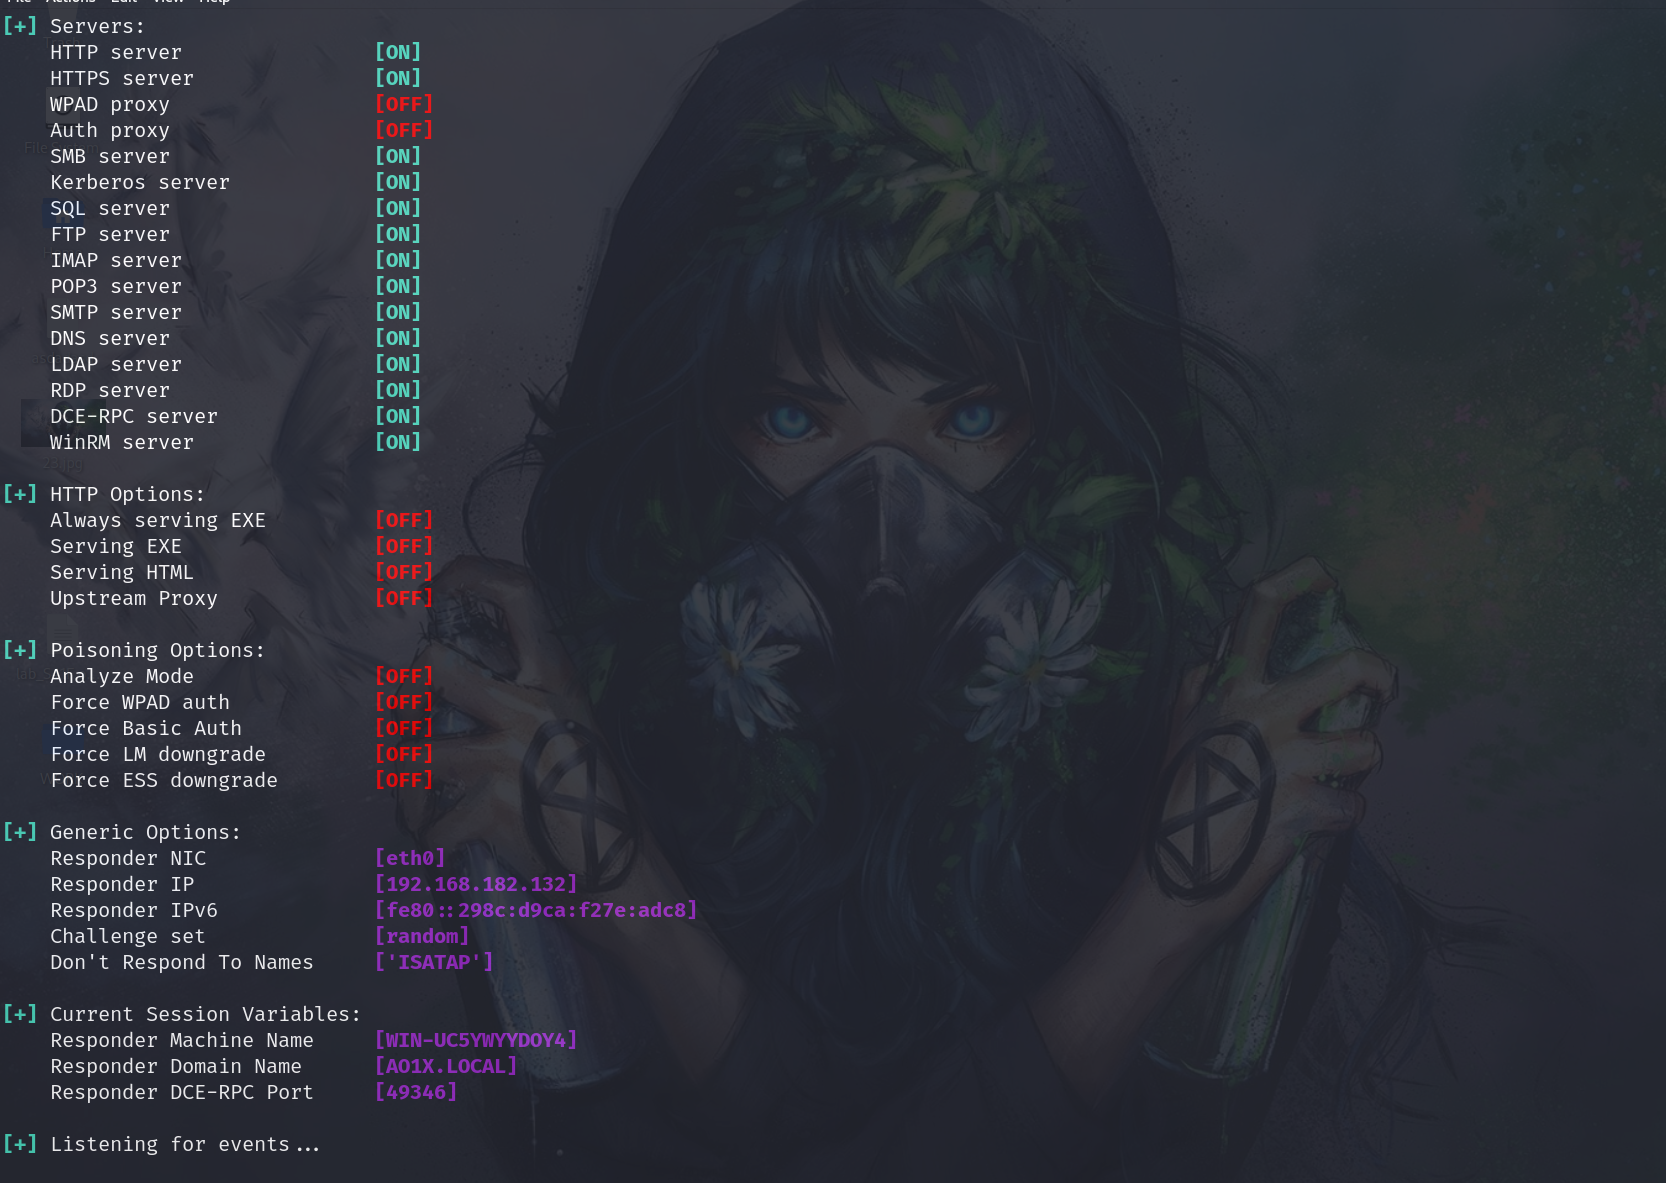 File Actions Edit View Help
[+] Servers:
HTTP server [ON]
HTTPS server [ON]
WPAD proxy [OFF]
Auth proxy [OFF]
SMB server [ON]
Kerberos server [ON]
SQL server [ON]
FTP server [ON]
IMAP server [ON]
POP3 server [ON]
SMTP server [ON]
DNS server [ON]
LDAP server [ON]
RDP server [ON]
DCE-RPC server [ON]
WinRM server [ON]
[+] HTTP Options:
Always serving EXE [OFF]
Serving EXE [OFF]
Serving HTML [OFF]
Upstream Proxy [OFF]
[+] Poisoning Options:
Analyze Mode [OFF]
Force WPAD auth [OFF]
Force Basic Auth [OFF]
Force LM downgrade [OFF]
Force ESS downgrade [OFF]
[+] Generic Options:
Responder NIC [eth0]
Responder IP [192.168.182.132]
Responder IPv6 [fe80::298c:d9ca:f27e:adc8]
Challenge set [random]
Don't Respond To Names ['ISATAP']
[+] Current Session Variables:
Responder Machine Name [WIN-UC5YWYYDOY4]
Responder Domain Name [AO1X.LOCAL]
Responder DCE-RPC Port [49346]
[+] Listening for events...